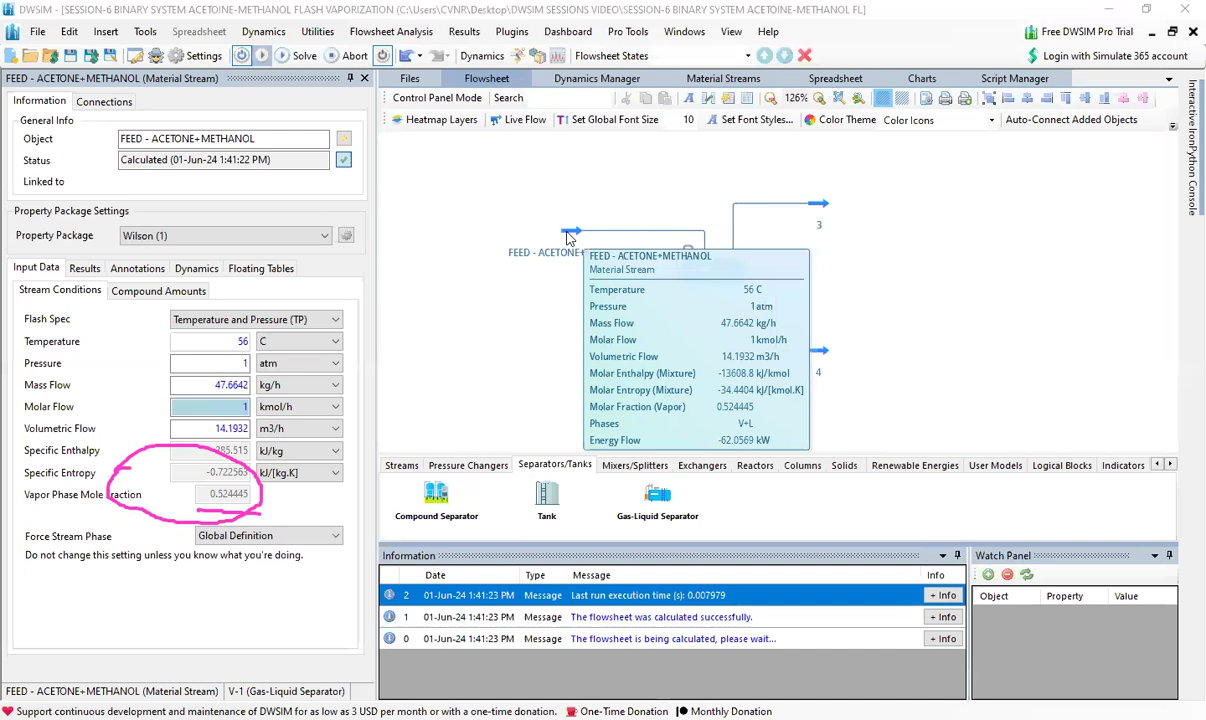 DWSIM - [SESSION-6 BINARY SYSTEM ACETOINE-METHANOL FLASH VAPORIZATION (C:\Users\CVNR\Desktop\DWSIM SESSIONS VIDEO\SESSION-6 BINARY SYSTEM ACETOINE-METHANOL FL]
File Edit Insert Tools Spreadsheet Dynamics Utilities Flowsheet Analysis Results Plugins Dashboard Pro Tools Windows View Help Free DWSIM Pro Trial
Settings Solve Abort Dynamics Flowsheet States Login with Simulate 365 account
FEED - ACETONE+METHANOL (Material Stream)
Files Flowsheet Dynamics Manager Material Streams Spreadsheet Charts Script Manager
Information Connections
Control Panel Mode Search 126%
General Info
Heatmap Layers Live Flow Set Global Font Size 10 Set Font Styles... Color Theme Color Icons Auto-Connect Added Objects
Object FEED - ACETONE+METHANOL
Status Calculated (01-Jun-24 1:41:22 PM)
Linked to
Property Package Settings
Property Package Wilson (1)
Input Data Results Annotations Dynamics Floating Tables
Stream Conditions Compound Amounts
Flash Spec Temperature and Pressure (TP)
Temperature 56 C
Pressure 1 atm
Mass Flow 47.6642 kg/h
Molar Flow 1 kmol/h
Volumetric Flow 14.1932 m3/h
Specific Enthalpy 285.515 kJ/kg
Specific Entropy -0.722563 kJ/[kg.K]
Vapor Phase Mole Fraction 0.524445
Force Stream Phase Global Definition
Do not change this setting unless you know what you're doing.
3
FEED - ACETONE+
FEED - ACETONE+METHANOL
Material Stream
Temperature 56 C
Pressure 1 atm
Mass Flow 47.6642 kg/h
Molar Flow 1 kmol/h
Volumetric Flow 14.1932 m3/h
Molar Enthalpy (Mixture) -13608.8 kJ/kmol
Molar Entropy (Mixture) -34.4404 kJ/[kmol.K]
Molar Fraction (Vapor) 0.524445
Phases V+L
Energy Flow -62.0569 kW
4
Streams Pressure Changers Separators/Tanks Mixers/Splitters Exchangers Reactors Columns Solids Renewable Energies User Models Logical Blocks Indicators
Compound Separator Tank Gas-Liquid Separator
Information
Date Type Message Info
2 01-Jun-24 1:41:23 PM Message Last run execution time (s): 0.007979 + Info
1 01-Jun-24 1:41:23 PM Message The flowsheet was calculated successfully. + Info
0 01-Jun-24 1:41:23 PM Message The flowsheet is being calculated, please wait... + Info
Watch Panel
Object Property Value
Interactive IronPython Console
FEED - ACETONE+METHANOL (Material Stream) V-1 (Gas-Liquid Separator)
Support continuous development and maintenance of DWSIM for as low as 3 USD per month or with a one-time donation. One-Time Donation Monthly Donation